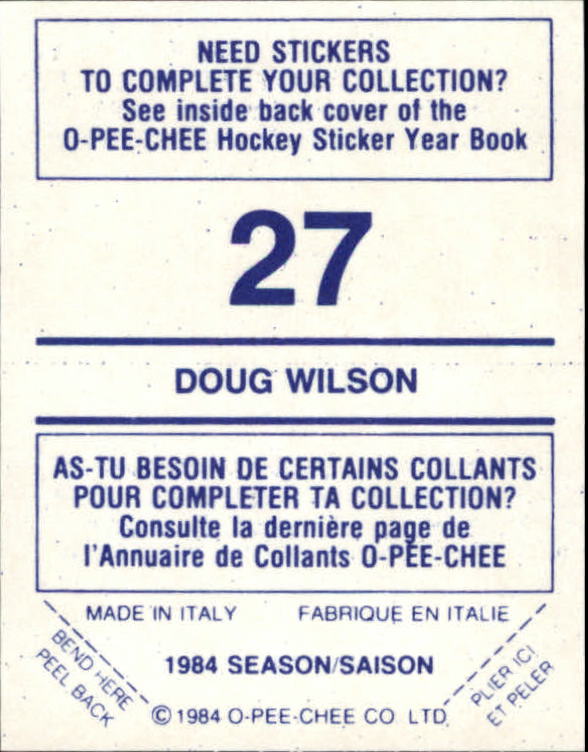 NEED STICKERS
TO COMPLETE YOUR COLLECTION?
See inside back cover of the
O-PEE-CHEE Hockey Sticker Year Book
27
DOUG WILSON
AS-TU BESOIN DE CERTAINS COLLANTS
POUR COMPLETER TA COLLECTION?
Consulte la dernière page de
l'Annuaire de Collants O-PEE-CHEE
MADE IN ITALY FABRIQUE EN ITALIE
BEND HERE
PEEL BACK
1984 SEASON/SAISON
PLIER ICI
ET PELER
© 1984 O-PEE-CHEE CO LTD